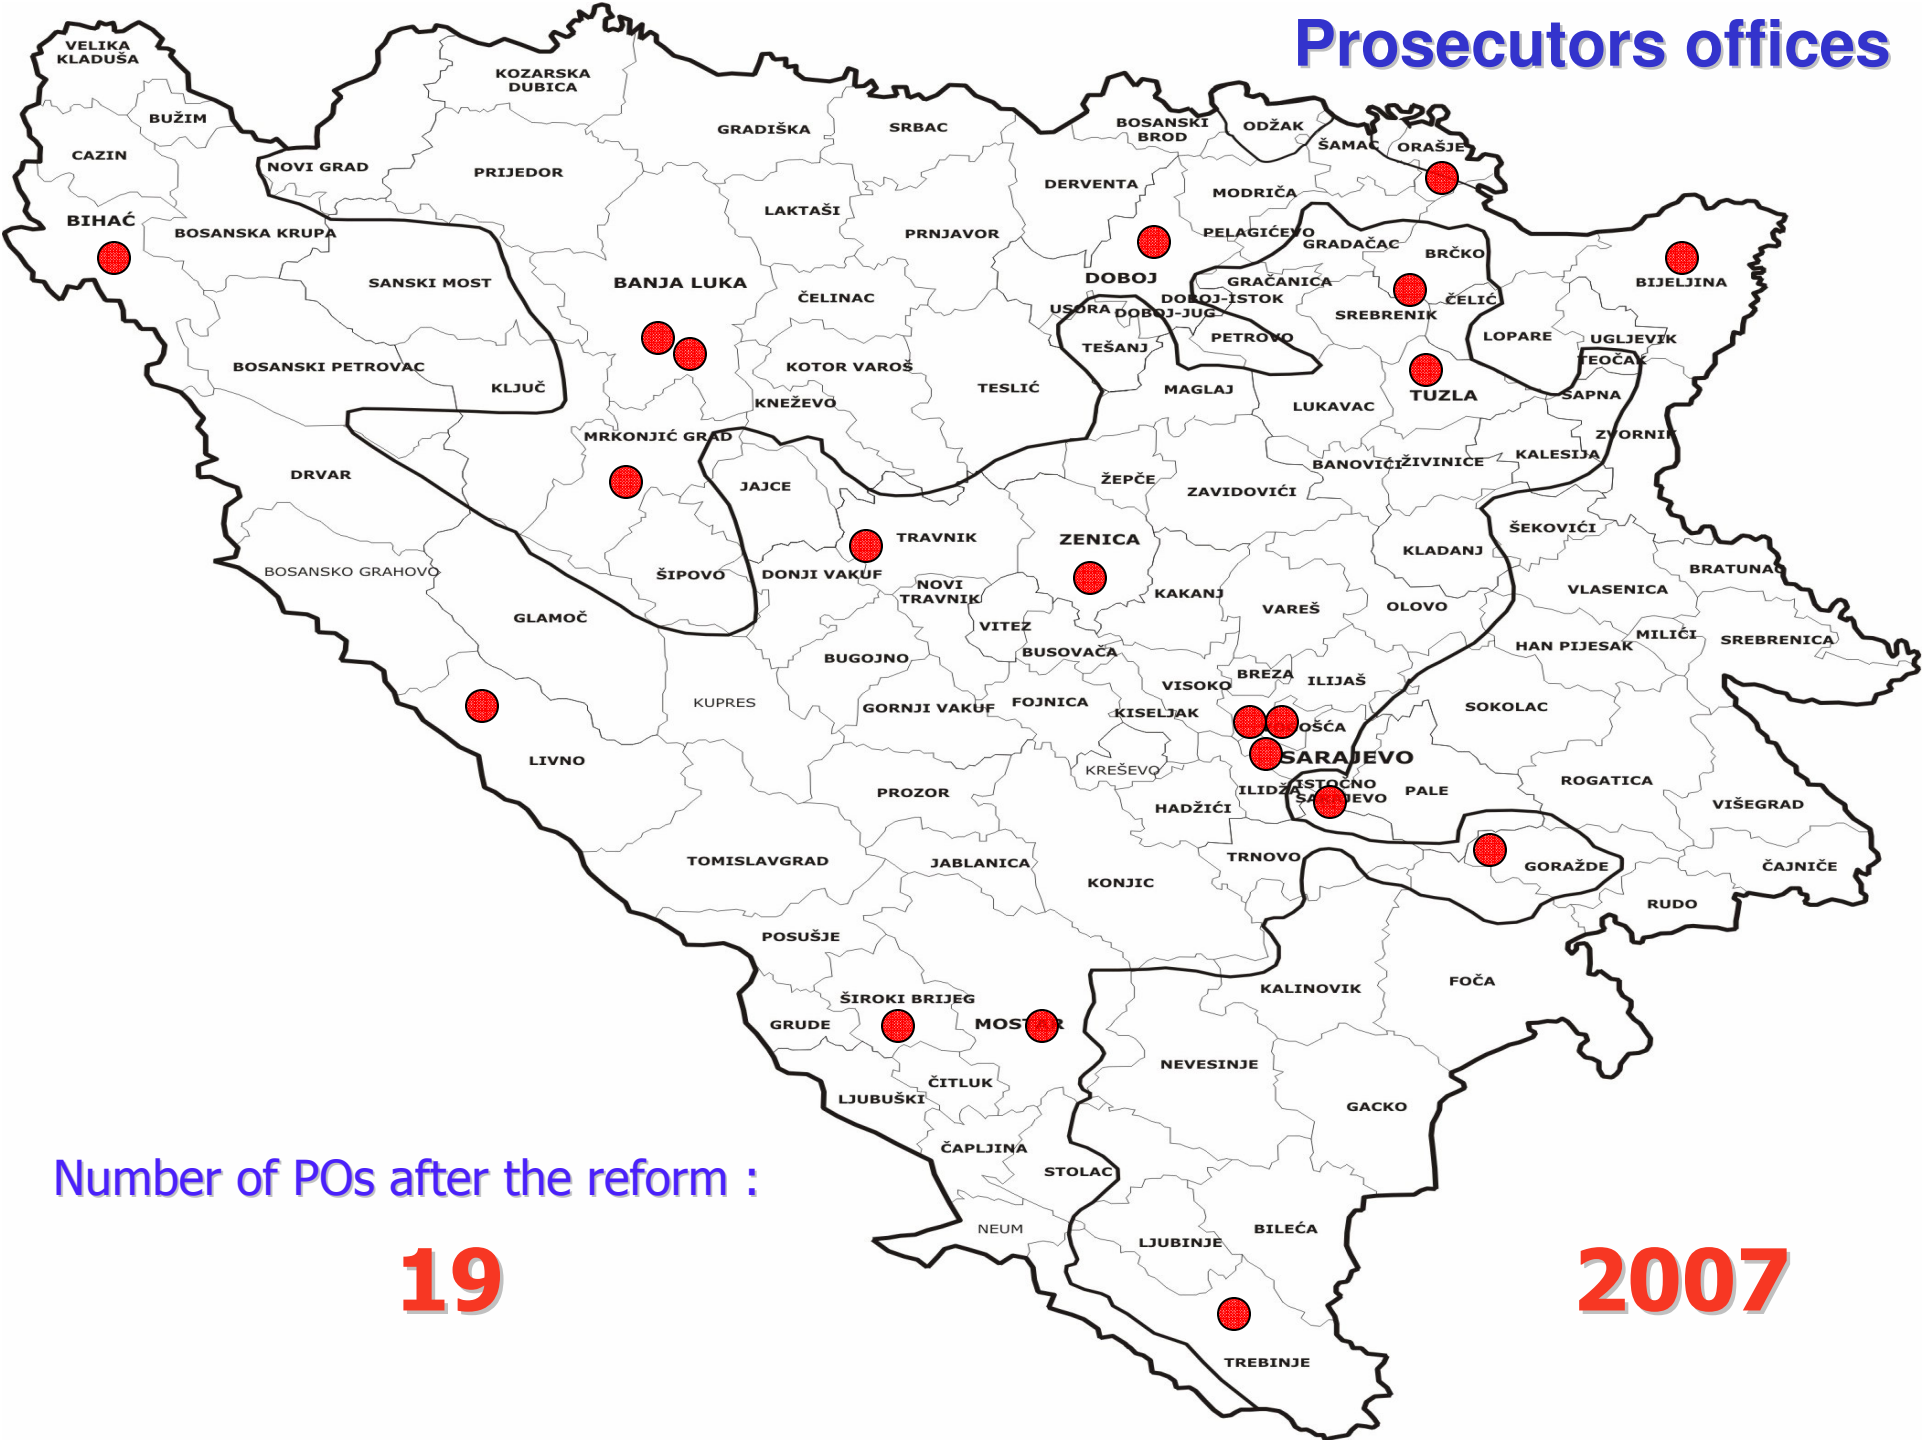 Prosecutors offices
VELIKA
KLADUŠA
KOZARSKA
DUBICA
BUŽIM
GRADIŠKA
SRBAC
BOSANSKI
BROD
ODŽAK
ŠAMAC
ORAŠJE
CAZIN
NOVI GRAD
PRIJEDOR
DERVENTA
MODRIČA
LAKTAŠI
BIHAĆ
BOSANSKA KRUPA
PRNJAVOR
PELAGIĆEVO
GRADAČAC
BRČKO
SANSKI MOST
BANJA LUKA
ČELINAC
DOBOJ
GRAČANICA
BIJELJINA
DOBOJ-ISTOK
ČELIĆ
USORA
DOBOJ-JUG
SREBRENIK
PETROVO
LOPARE
UGLJEVIK
TEŠANJ
TEOČAK
BOSANSKI PETROVAC
KOTOR VAROŠ
KLJUČ
TESLIĆ
MAGLAJ
TUZLA
SAPNA
KNEŽEVO
LUKAVAC
MRKONJIĆ GRAD
ZVORNIK
DRVAR
JAJCE
ŽEPČE
ZAVIDOVIĆI
BANOVIĆI
ŽIVINICE
KALESIJA
TRAVNIK
ZENICA
ŠEKOVIĆI
KLADANJ
BOSANSKO GRAHOVO
ŠIPOVO
DONJI VAKUF
BRATUNAC
NOVI
TRAVNIK
KAKANJ
VAREŠ
OLOVO
VLASENICA
GLAMOČ
VITEZ
BUSOVAČA
HAN PIJESAK
MILIĆI
SREBRENICA
BUGOJNO
VISOKO
BREZA
ILIJAŠ
KUPRES
GORNJI VAKUF
FOJNICA
KISELJAK
SOKOLAC
OŠĆA
LIVNO
SARAJEVO
KREŠEVO
ROGATICA
PROZOR
HADŽIĆI
ILIDŽA
ISTOČNO
SARAJEVO
PALE
VIŠEGRAD
TOMISLAVGRAD
JABLANICA
TRNOVO
GORAŽDE
ČAJNIČE
KONJIC
RUDO
POSUŠJE
KALINOVIK
FOČA
ŠIROKI BRIJEG
GRUDE
MOSTAR
NEVESINJE
ČITLUK
LJUBUŠKI
GACKO
ČAPLJINA
STOLAC
Number of POs after the reform :
NEUM
LJUBINJE
BILEĆA
19
2007
TREBINJE